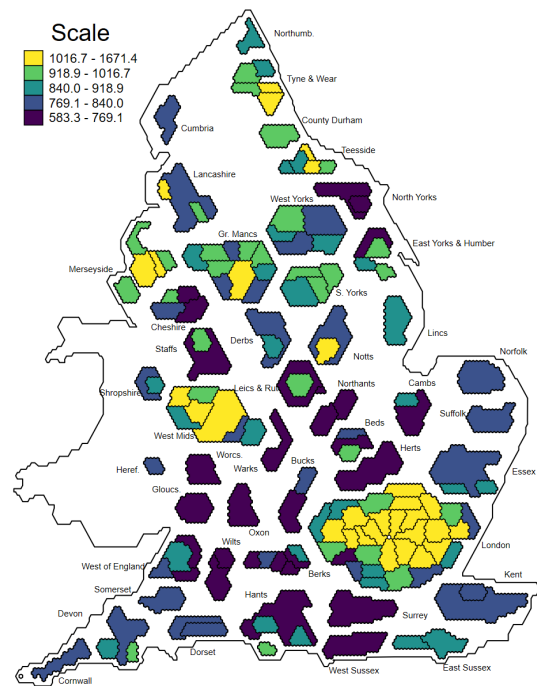 Scale
1016.7 - 1671.4
918.9 - 1016.7
840.0 - 918.9
769.1 - 840.0
583.3 - 769.1
Northumb.
Tyne & Wear
County Durham
Cumbria
Teesside
Lancashire
North Yorks
West Yorks
Gr. Mancs
East Yorks & Humber
Merseyside
S. Yorks
Cheshire
Staffs
Derbs
Notts
Lincs
Norfolk
Shropshire
Leics & Rut
Northants
Cambs
Suffolk
West Mids
Beds
Worcs.
Warks
Bucks
Herts
Heref.
Essex
Gloucs.
Oxon
London
Wilts
West of England
Berks
Kent
Somerset
Hants
Devon
Surrey
Dorset
West Sussex
East Sussex
Cornwall